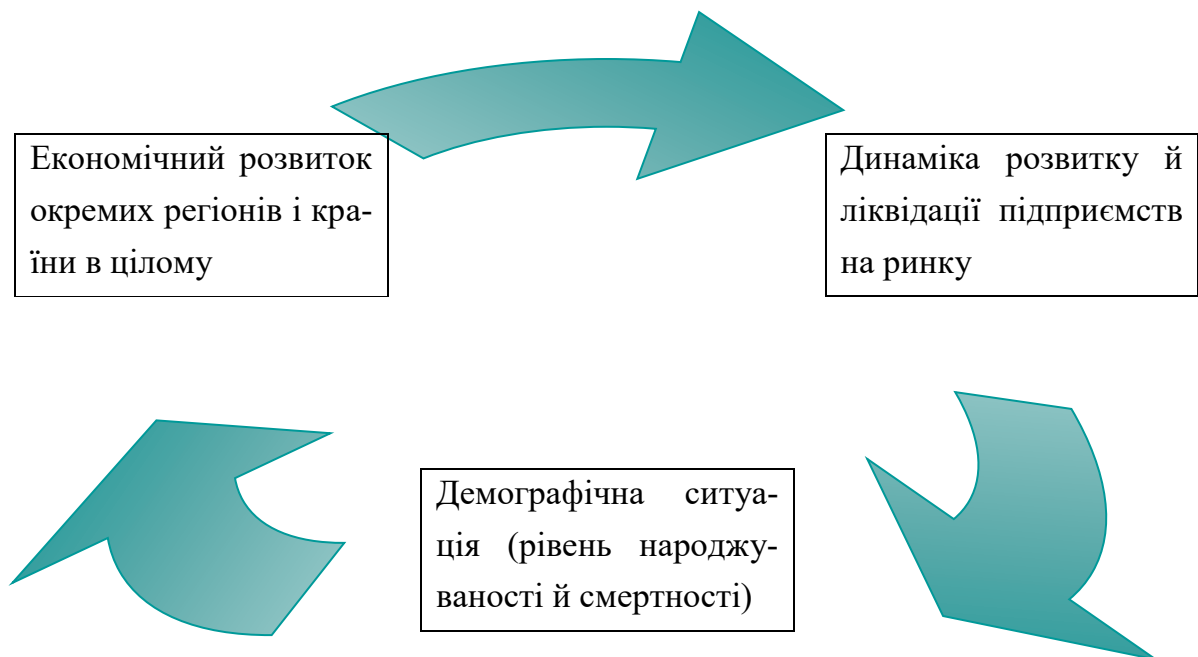 Економічний розвиток
окремих регіонів і кра-
їни в цілому
Динаміка розвитку й
ліквідації підприємств
на ринку
Демографічна ситуа-
ція (рівень народжу-
ваності й смертності)